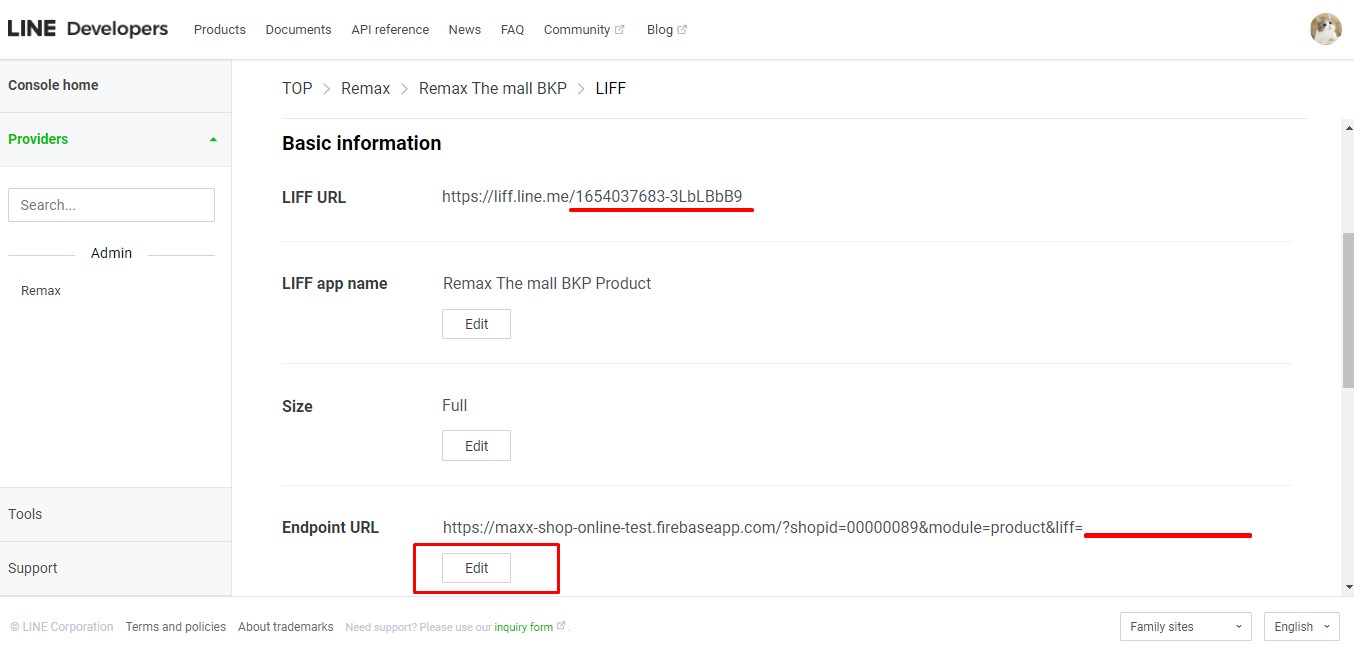 LINE Developers Products Documents API reference News FAQ Community Blog
Console home
Providers
Search...
Admin
Remax
Tools
Support
TOP > Remax > Remax The mall BKP > LIFF
Basic information
LIFF URL https://liff.line.me/1654037683-3LbLBbB9
LIFF app name Remax The mall BKP Product
Edit
Size Full
Edit
Endpoint URL https://maxx-shop-online-test.firebaseapp.com/?shopid=00000089&module=product&liff=
Edit
© LINE Corporation Terms and policies About trademarks Need support? Please use our inquiry form . Family sites English